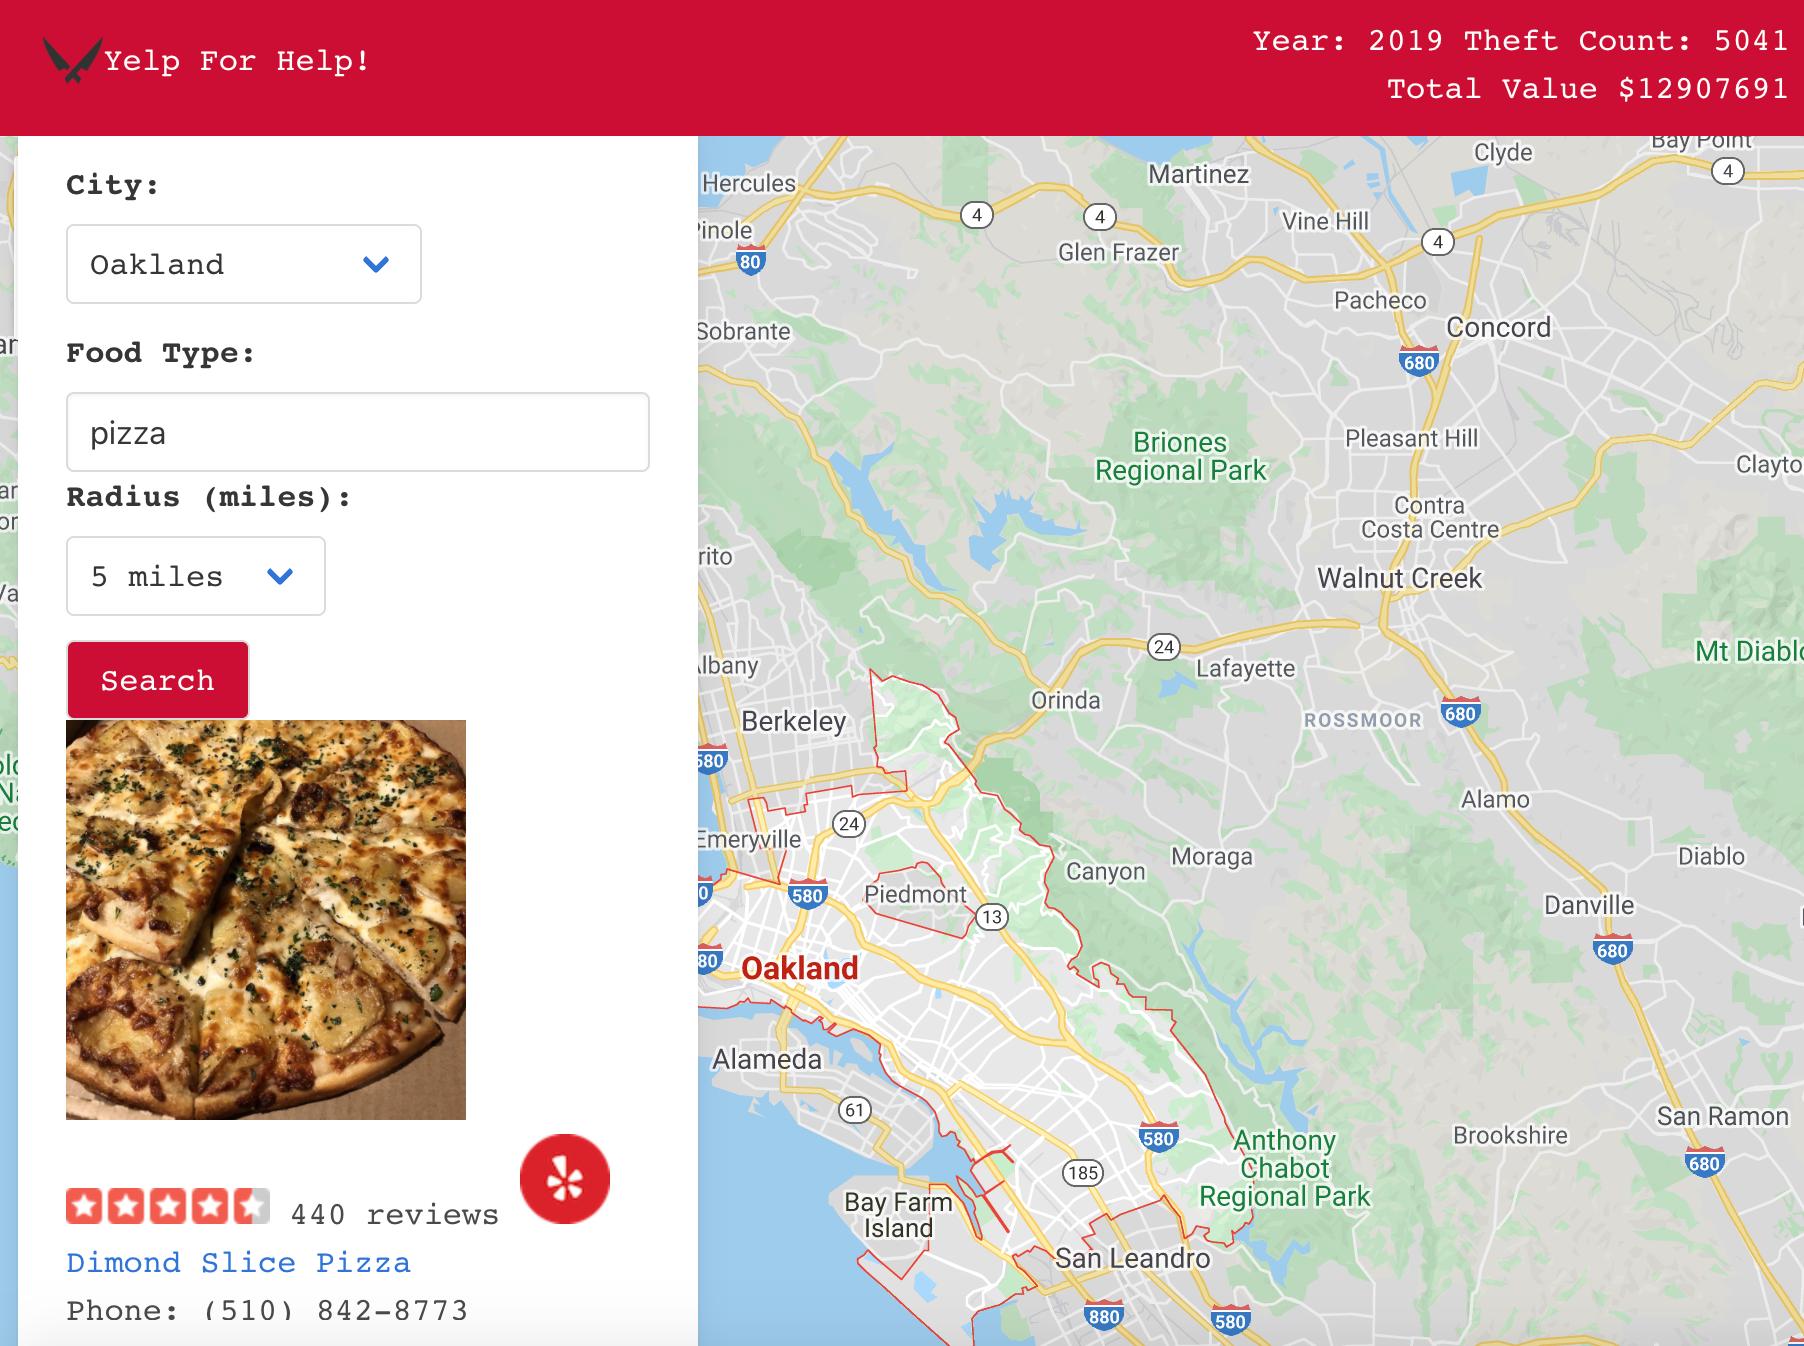 Yelp For Help!
Year: 2019 Theft Count: 5041
Total Value $12907691
City:
Oakland
Food Type:
pizza
Radius (miles):
5 miles
Search
440 reviews
Dimond Slice Pizza
Phone: (510) 842-8773
Bay Point
Clyde
4
Martinez
Hercules
4
4
Vine Hill
Pinole
4
Glen Frazer
80
Pacheco
Concord
Sobrante
680
Pleasant Hill
Briones
Regional Park
Clayto
Contra
Costa Centre
rito
Walnut Creek
24
Mt Diablo
lbany
Lafayette
Orinda
Berkeley
ROSSMOOR
680
580
Alamo
24
Emeryville
Moraga
Diablo
Canyon
0
580
Piedmont
Danville
13
680
80
Oakland
Alameda
61
San Ramon
580
Brookshire
Anthony
Chabot
Regional Park
680
185
Bay Farm
Island
San Leandro
880
580